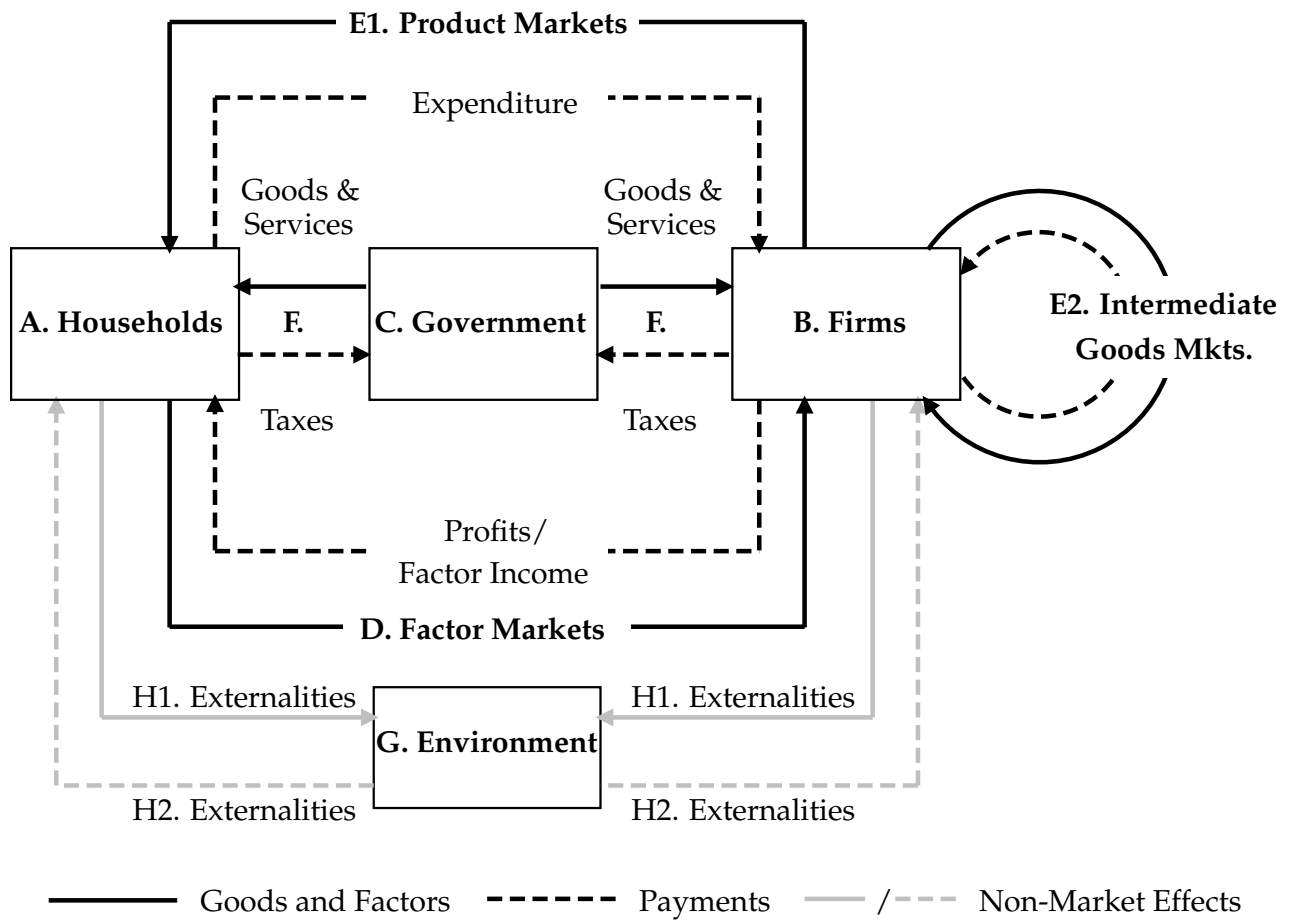 E1. Product Markets
Expenditure
Goods &
Services
Goods &
Services
A. Households
F.
C. Government
F.
B. Firms
E2. Intermediate
Goods Mkts.
Taxes
Taxes
Profits/
Factor Income
D. Factor Markets
H1. Externalities
H1. Externalities
G. Environment
H2. Externalities
H2. Externalities
Goods and Factors
Payments
/
Non-Market Effects